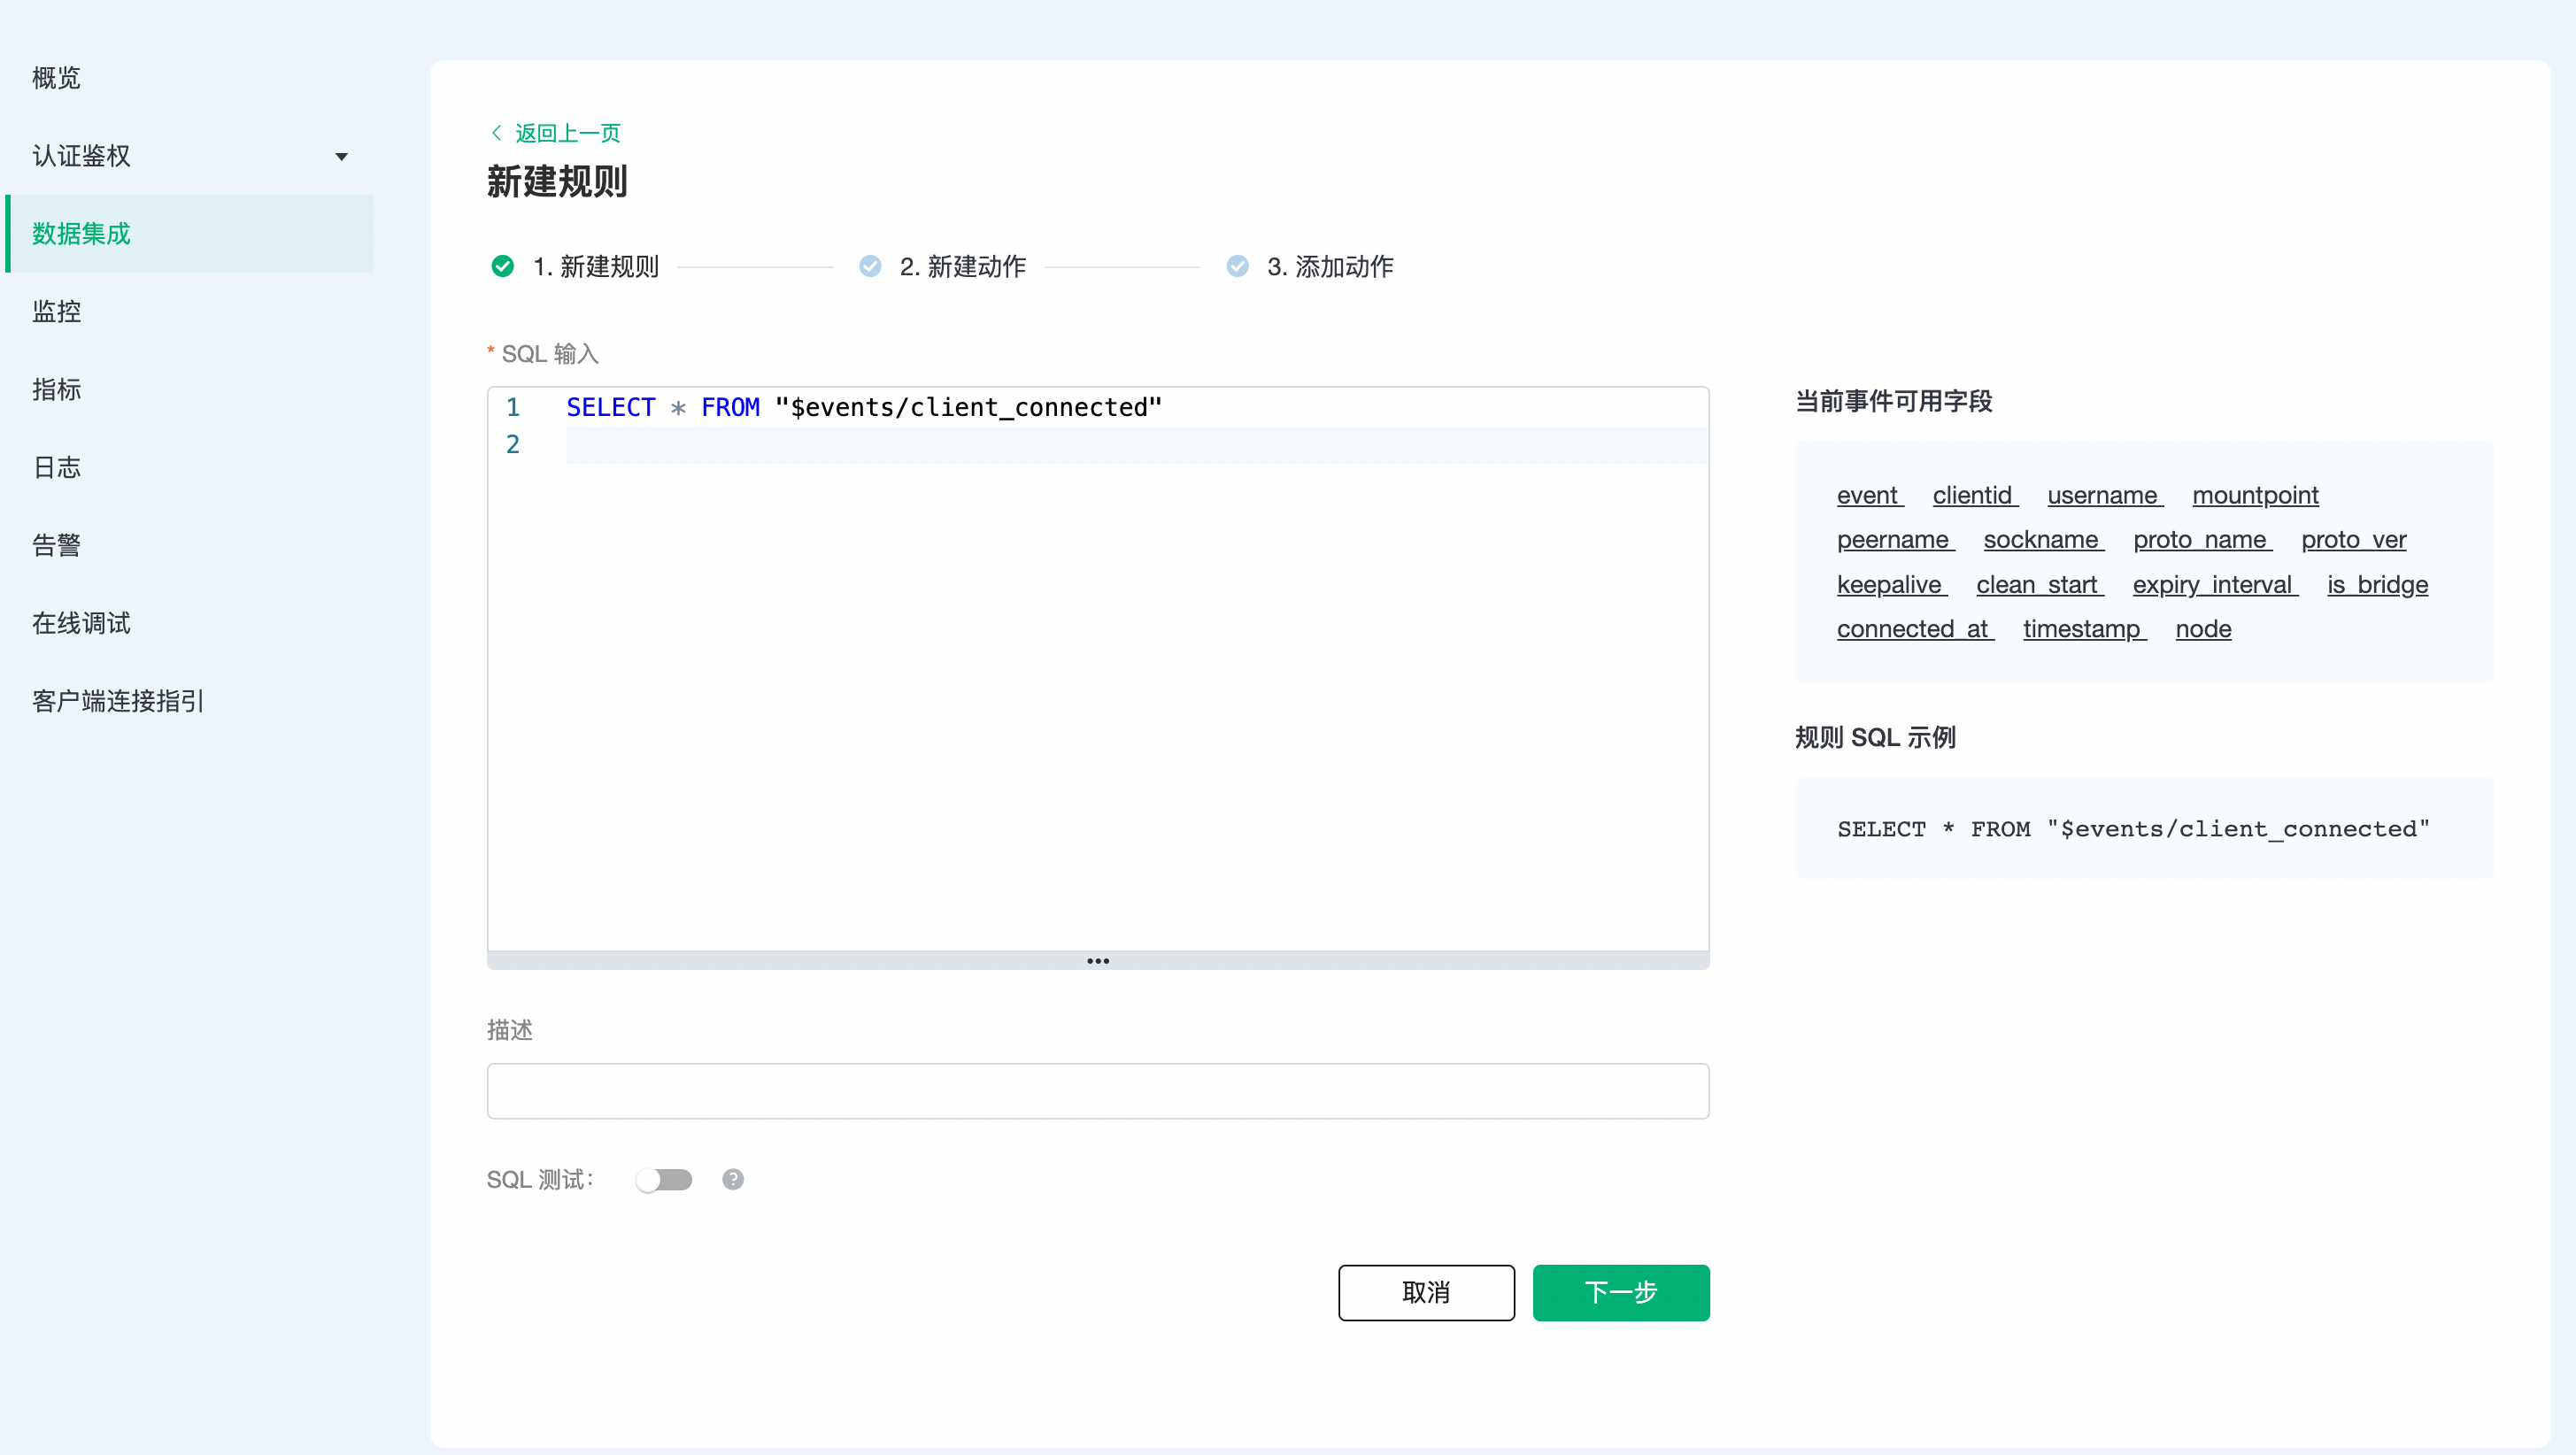 概览
认证鉴权
数据集成
监控
指标
日志
告警
在线调试
客户端连接指引
返回上一页
新建规则
1. 新建规则 2. 新建动作 3. 添加动作
* SQL 输入
1 SELECT * FROM "$events/client_connected"
2
当前事件可用字段
event clientid username mountpoint
peername sockname proto_name proto_ver
keepalive clean_start expiry_interval is_bridge
connected_at timestamp node
规则 SQL 示例
SELECT * FROM "$events/client_connected"
描述
SQL 测试：
取消 下一步